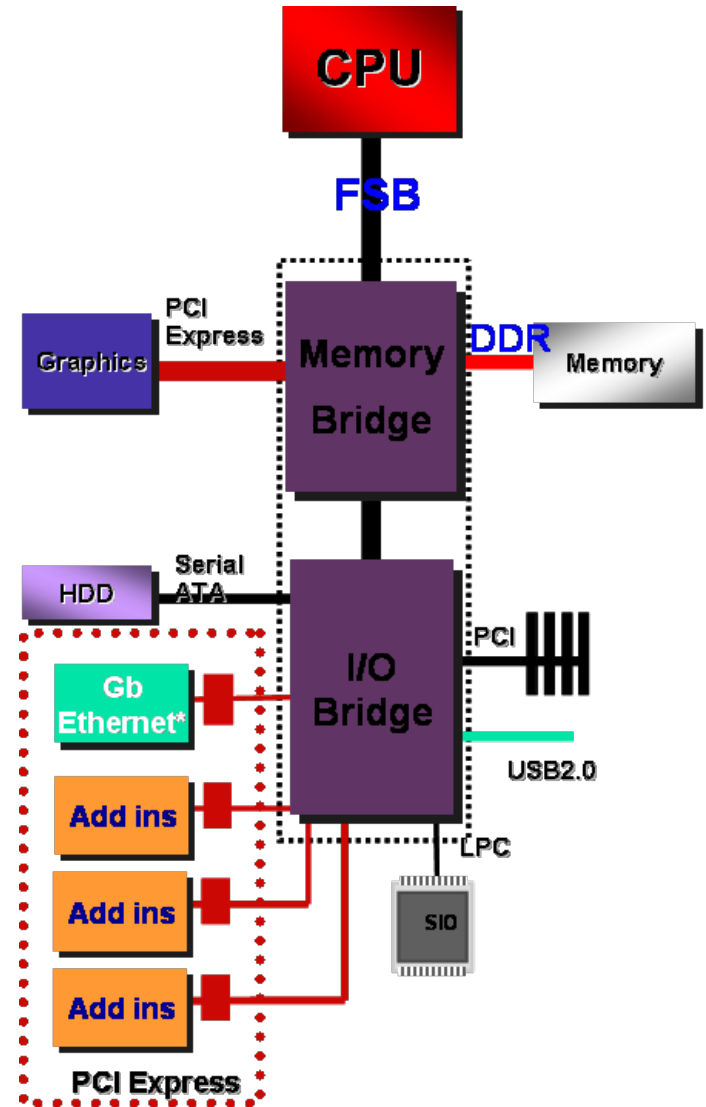 CPU
FSB
PCI
Express
Graphics
Memory
Bridge
DDR
Memory
Serial
ATA
HDD
I/O
Bridge
PCI
Gb
Ethernet*
USB2.0
Add ins
LPC
Add ins
SIO
Add ins
PCI Express